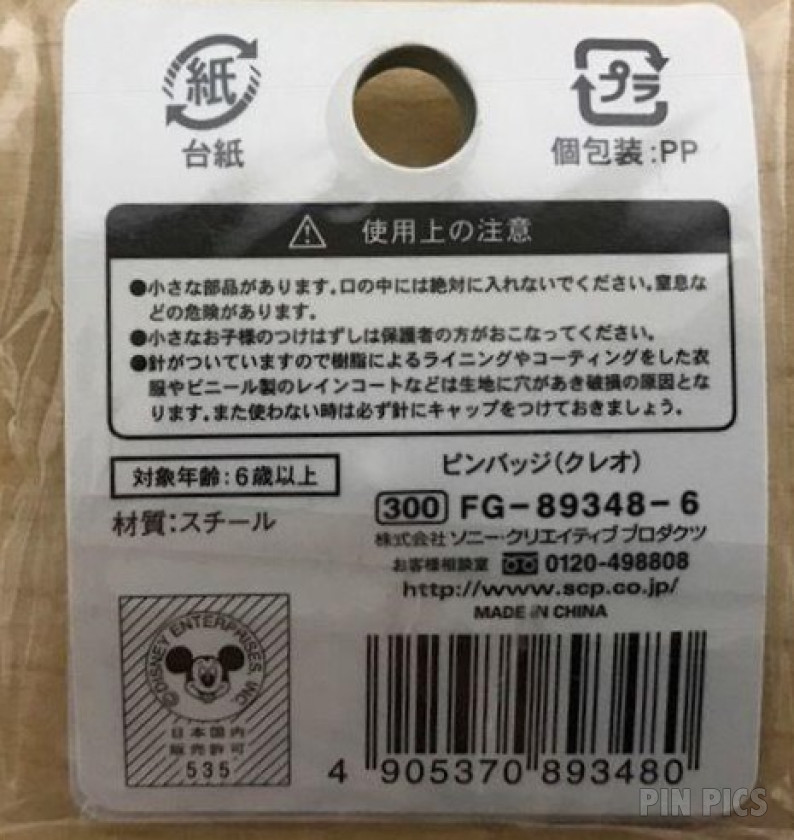 紙
台紙
プラ
個包装:PP
使用上の注意
●小さな部品があります。口の中には絶対に入れないでください。窒息な
どの危険があります。
●小さなお子様のつけはずしは保護者の方がおこなってください。
●針がついていますので樹脂によるライニングやコーティングをした衣
服やビニール製のレインコートなどは生地に穴があき破損の原因とな
ります。また使わない時は必ず針にキャップをつけておきましょう。
対象年齢:6歳以上
材質:スチール
ピンバッジ(クレオ)
300 FG-89348-6
株式会社 ソニー・クリエイティブプロダクツ
お客様相談室 0120-498808
http://www.scp.co.jp/
MADE IN CHINA
©DISNEY ENTERPRISES, INC.
日本国内
販売許可
535
4 905370 893480
PIN PICS